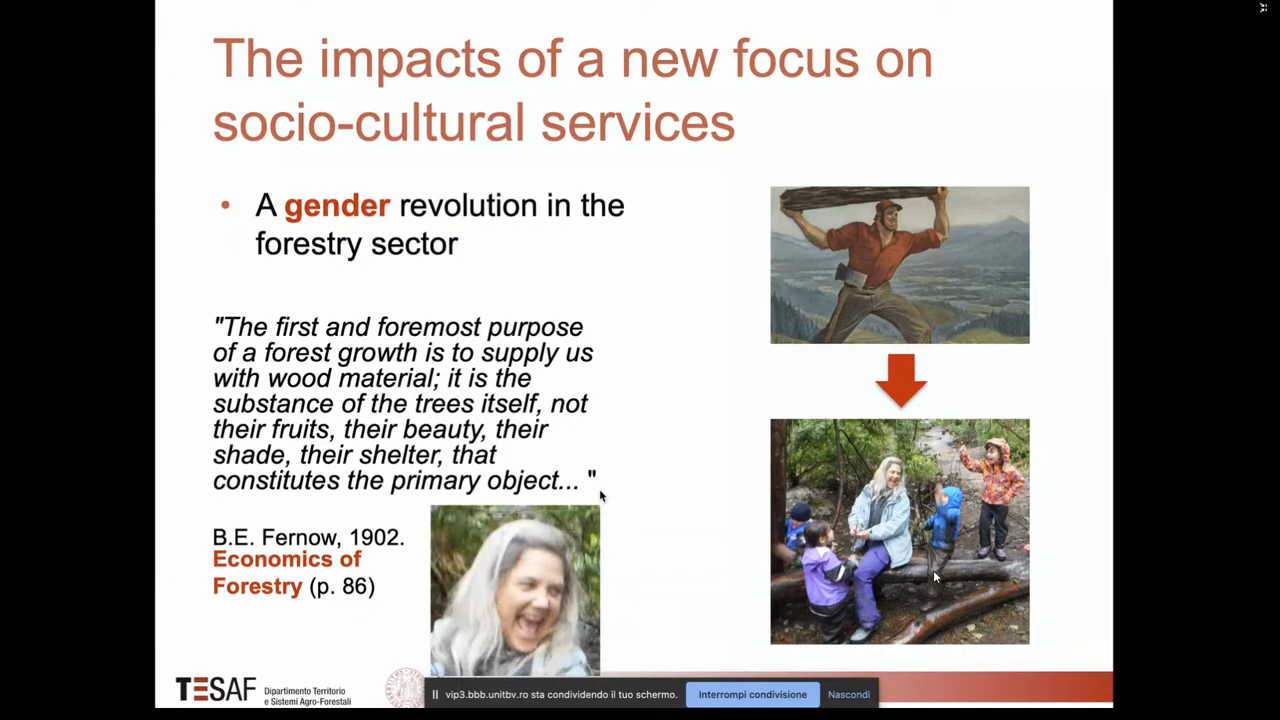 The impacts of a new focus on
socio-cultural services
• A gender revolution in the
forestry sector
"The first and foremost purpose
of a forest growth is to supply us
with wood material; it is the
substance of the trees itself, not
their fruits, their beauty, their
shade, their shelter, that
constitutes the primary object... "
B.E. Fernow, 1902.
Economics of
Forestry (p. 86)
TESAF Dipartimento Territorio
e Sistemi Agro-Forestali
vip3.bbb.unitbv.ro sta condividendo il tuo schermo.
Interrompi condivisione
Nascondi